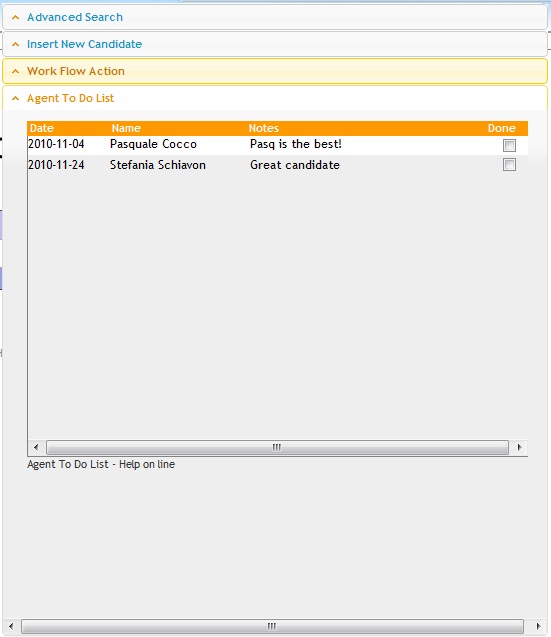 Advanced Search
Insert New Candidate
Work Flow Action
Agent To Do List
Date Name Notes Done
2010-11-04 Pasquale Cocco Pasq is the best!
2010-11-24 Stefania Schiavon Great candidate
Agent To Do List - Help on line